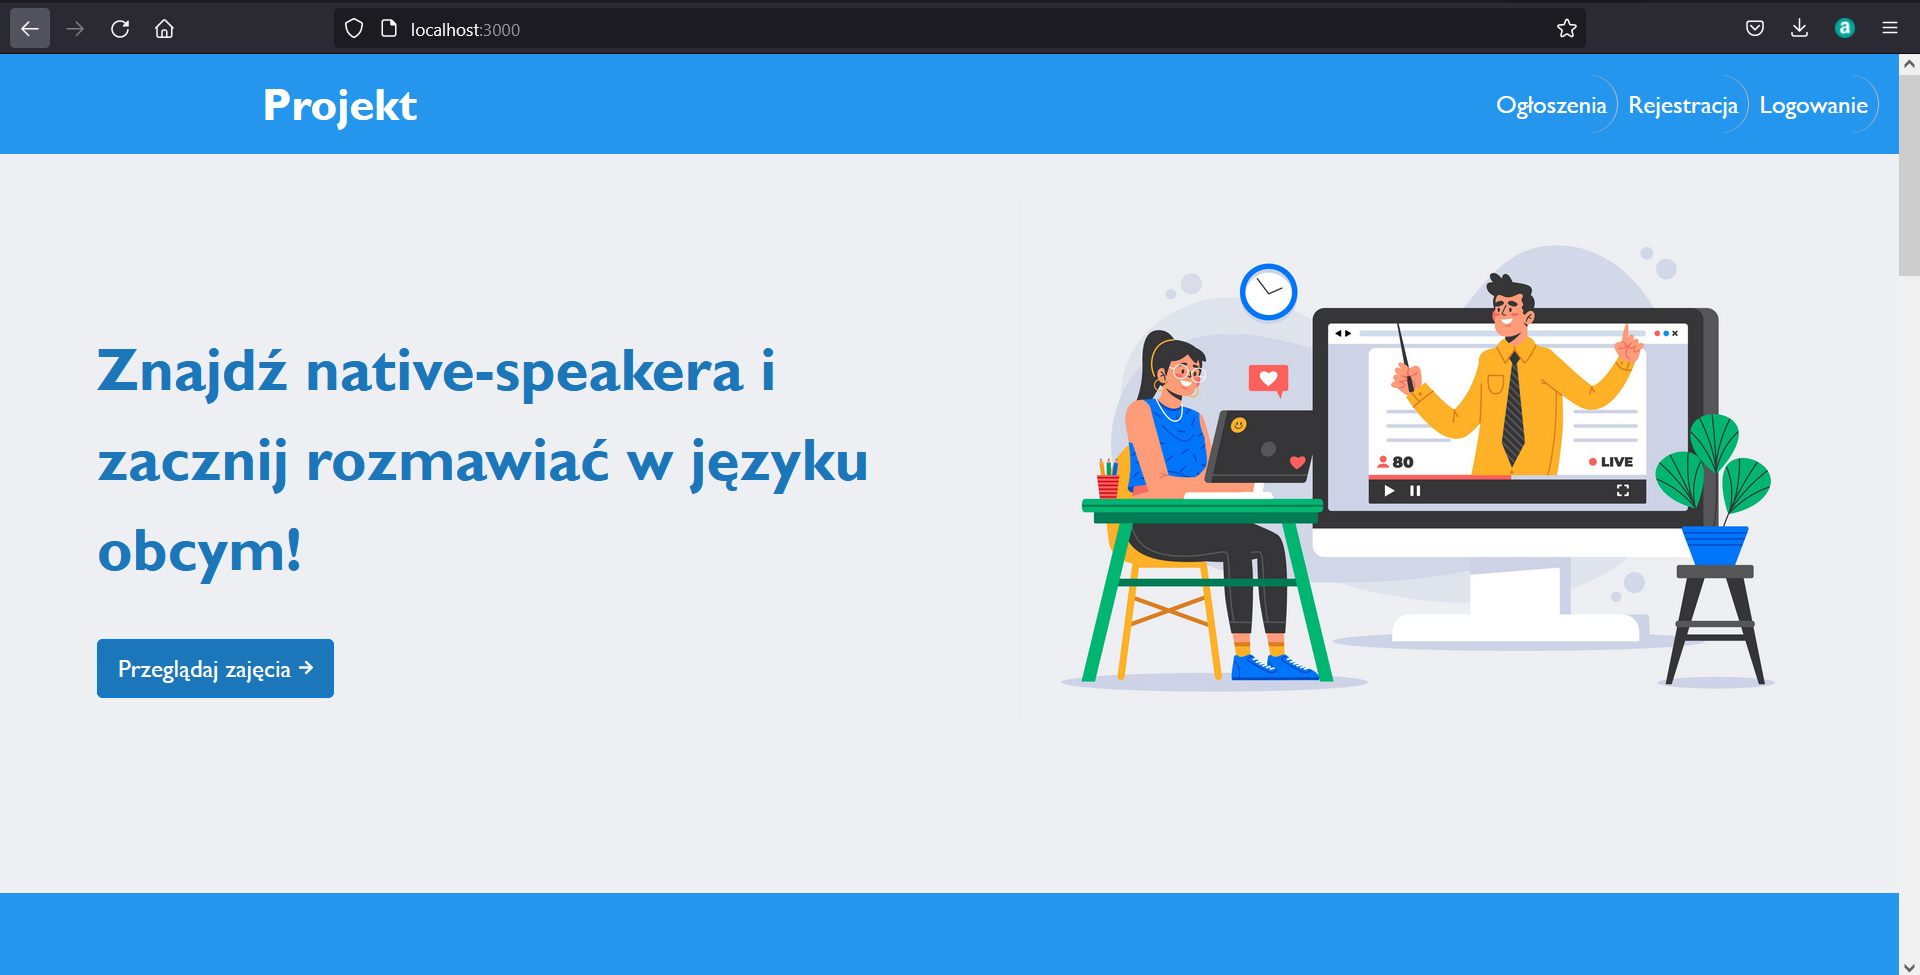 localhost:3000
Projekt
Ogłoszenia Rejestracja Logowanie
Znajdź native-speakera i
zacznij rozmawiać w języku
obcym!
Przeglądaj zajęcia →
80
LIVE
a